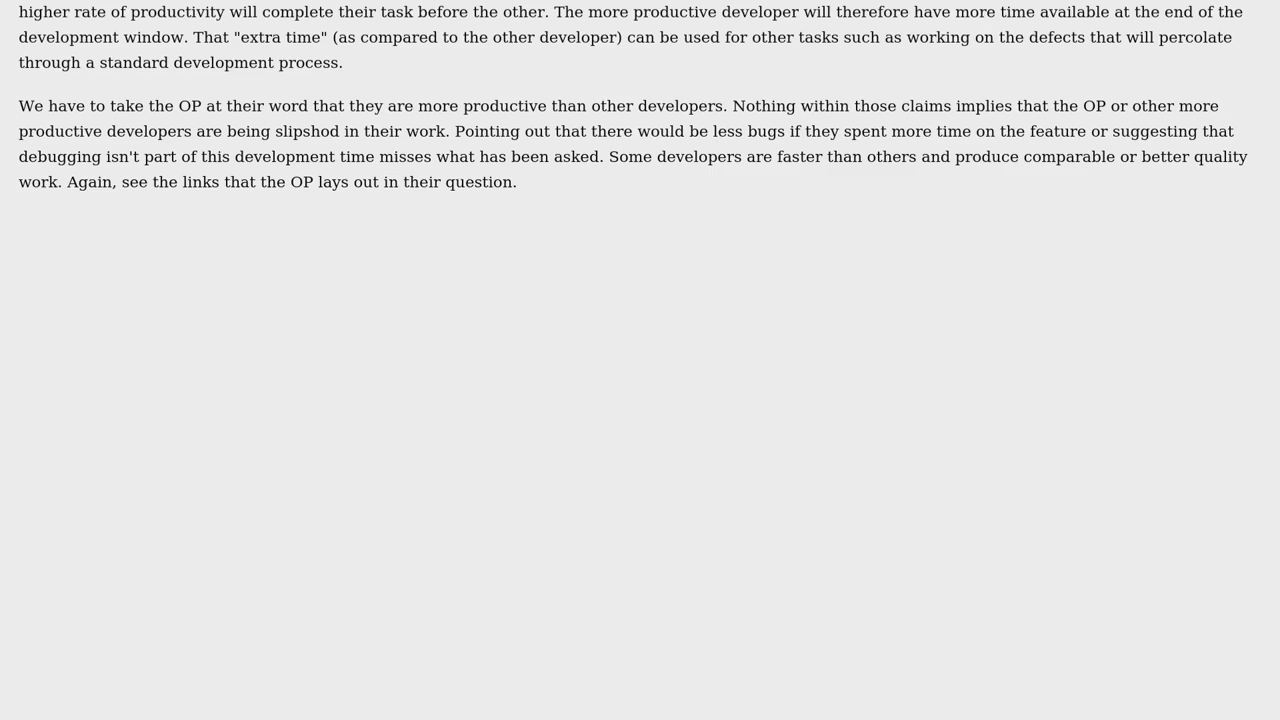 higher rate of productivity will complete their task before the other. The more productive developer will therefore have more time available at the end of the
development window. That "extra time" (as compared to the other developer) can be used for other tasks such as working on the defects that will percolate
through a standard development process.
We have to take the OP at their word that they are more productive than other developers. Nothing within those claims implies that the OP or other more
productive developers are being slipshod in their work. Pointing out that there would be less bugs if they spent more time on the feature or suggesting that
debugging isn't part of this development time misses what has been asked. Some developers are faster than others and produce comparable or better quality
work. Again, see the links that the OP lays out in their question.